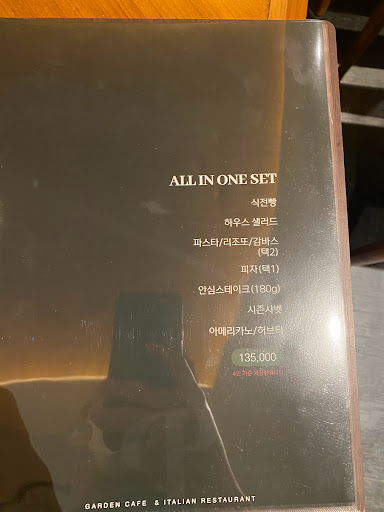 ALL IN ONE SET
식전빵
하우스 샐러드
파스타/리조또/감바스
(택2)
피자(택1)
안심스테이크(180g)
시즌샤벳
아메리카노/허브티
135,000
GARDEN CAFE & ITALIAN RESTAURANT